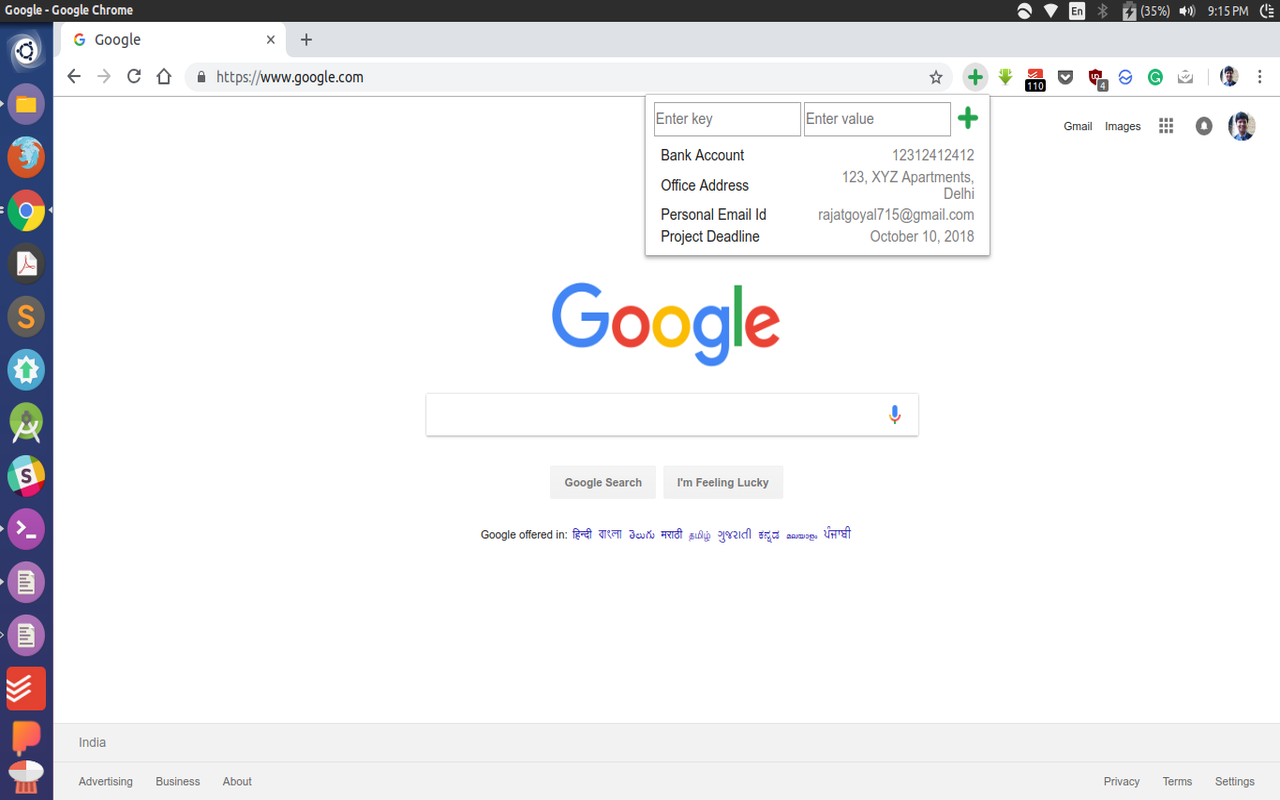 Google - Google Chrome
En
(35%)
9:15 PM
Google
https://www.google.com
110
4
Enter key
Enter value
Bank Account
12312412412
Office Address
123, XYZ Apartments,
Delhi
Personal Email Id
rajatgoyal715@gmail.com
Project Deadline
October 10, 2018
Gmail
Images
Google
Google Search
I'm Feeling Lucky
Google offered in: हिन्दी বাংলা తెలుగు मराठी தமிழ் ગુજરાતી ಕನ್ನಡ മലയാളം ਪੰਜਾਬੀ
India
Advertising
Business
About
Privacy
Terms
Settings